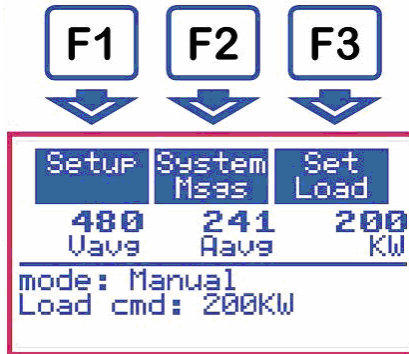 F1 F2 F3
Setup System Msgs Set Load
480 241 200
Vavg Aavg KW
mode: Manual
Load cmd: 200KW